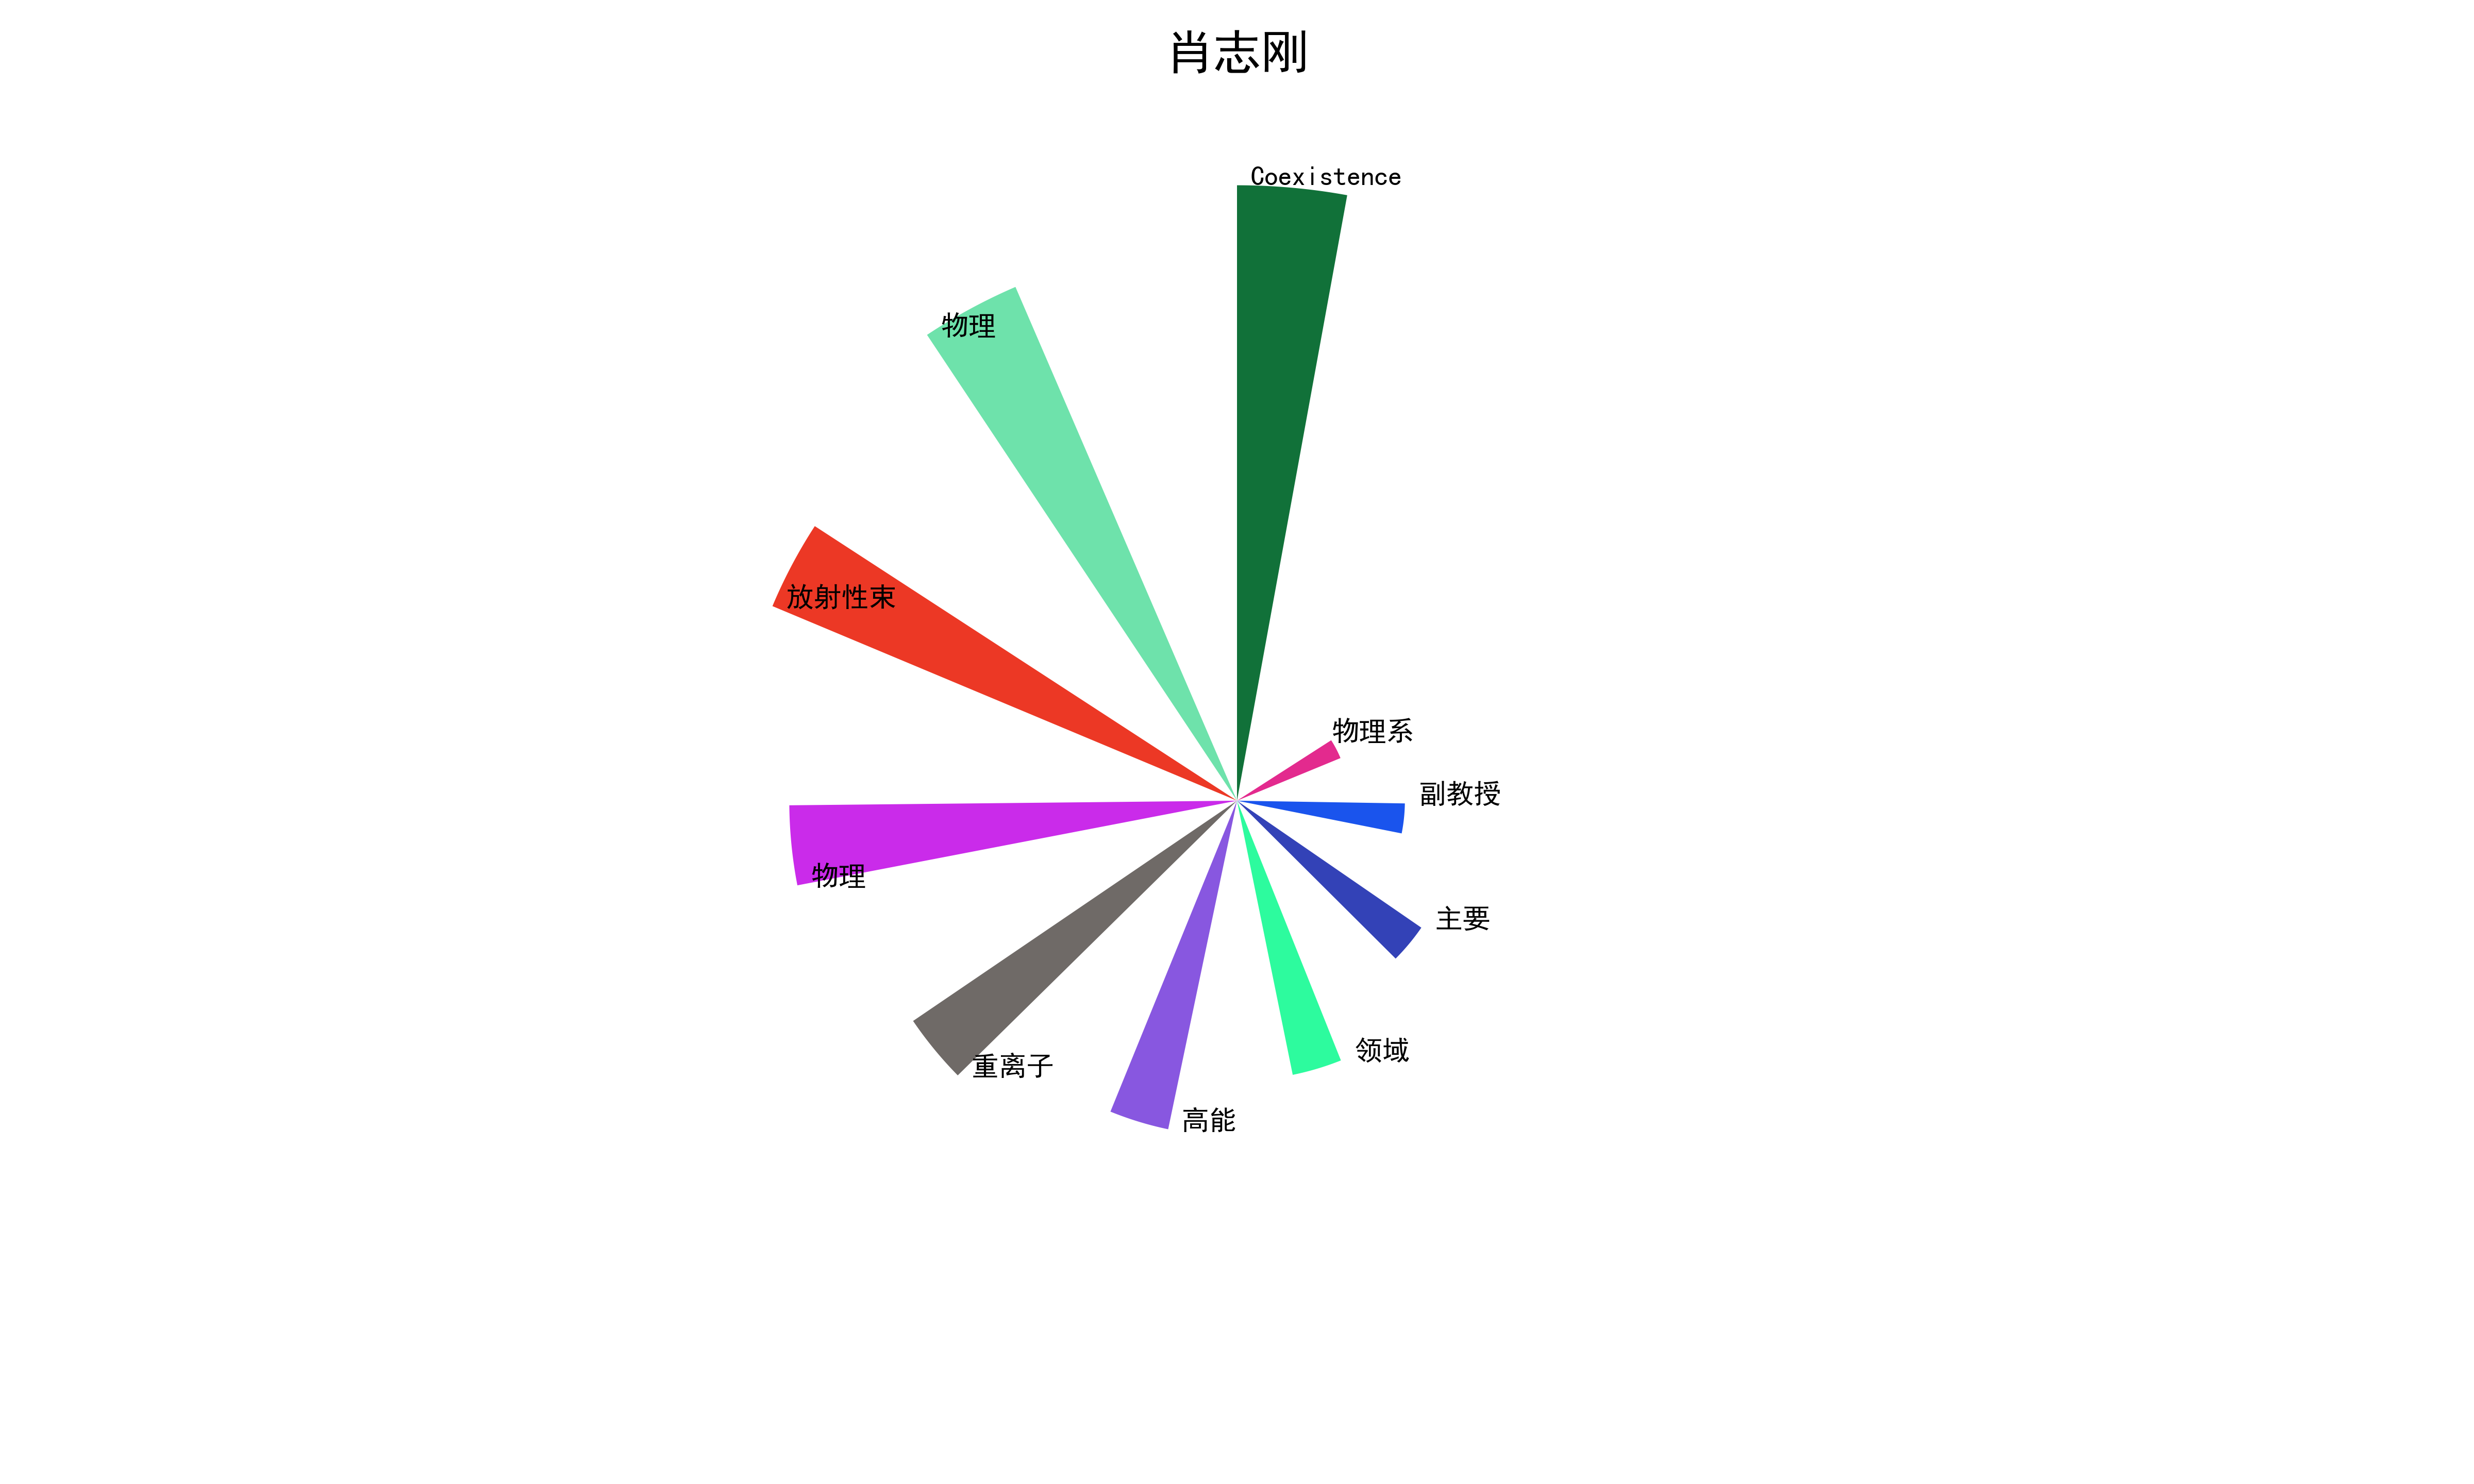 肖志刚
Coexistence
物理
放射性束
物理系
副教授
物理
主要
领域
重离子
高能